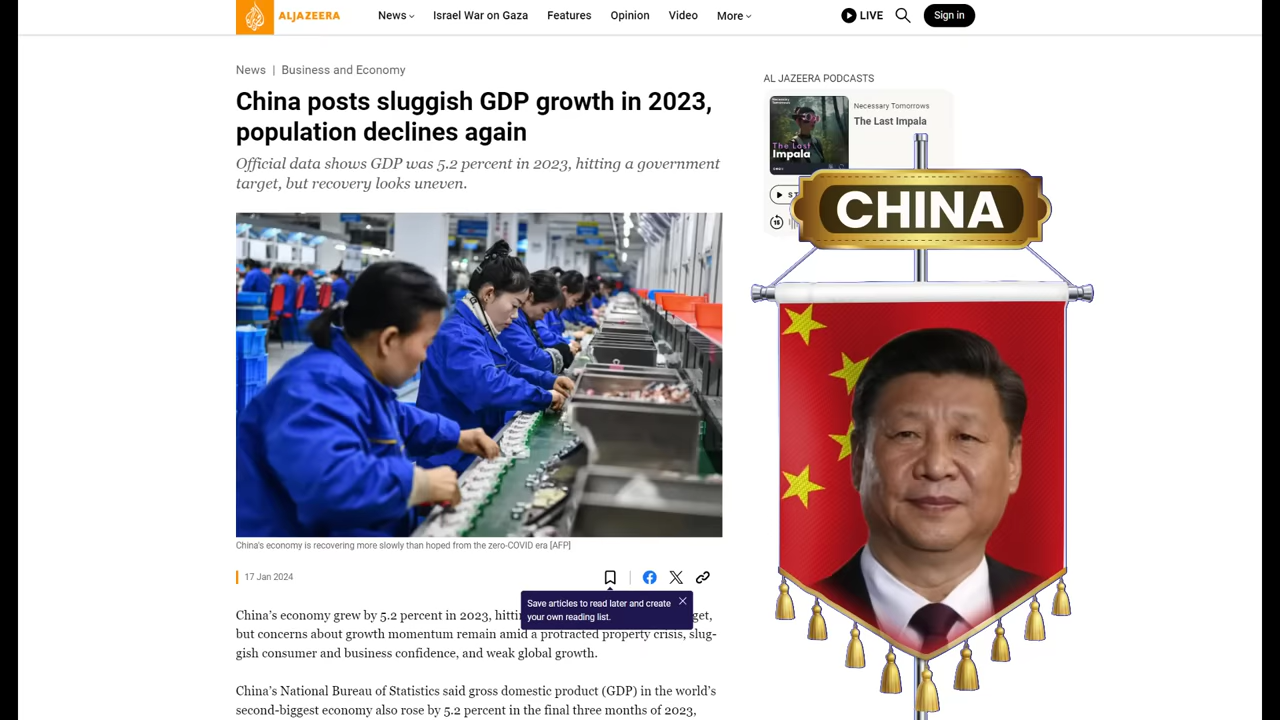 ALJAZEERA
News
Israel War on Gaza
Features
Opinion
Video
More
LIVE
Sign in
News | Business and Economy
China posts sluggish GDP growth in 2023,
population declines again
Official data shows GDP was 5.2 percent in 2023, hitting a government
target, but recovery looks uneven.
China's economy is recovering more slowly than hoped from the zero-COVID era [AFP]
17 Jan 2024
Save articles to read later and create
your own reading list.
China's economy grew by 5.2 percent in 2023, hitti get,
but concerns about growth momentum remain amid a protracted property crisis, slug-
gish consumer and business confidence, and weak global growth.
China's National Bureau of Statistics said gross domestic product (GDP) in the world's
second-biggest economy also rose by 5.2 percent in the final three months of 2023,
AL JAZEERA PODCASTS
Necessary Tomorrows
The Last Impala
Necessary
Tomorrows
The Last
Impala
ST
15
CHINA